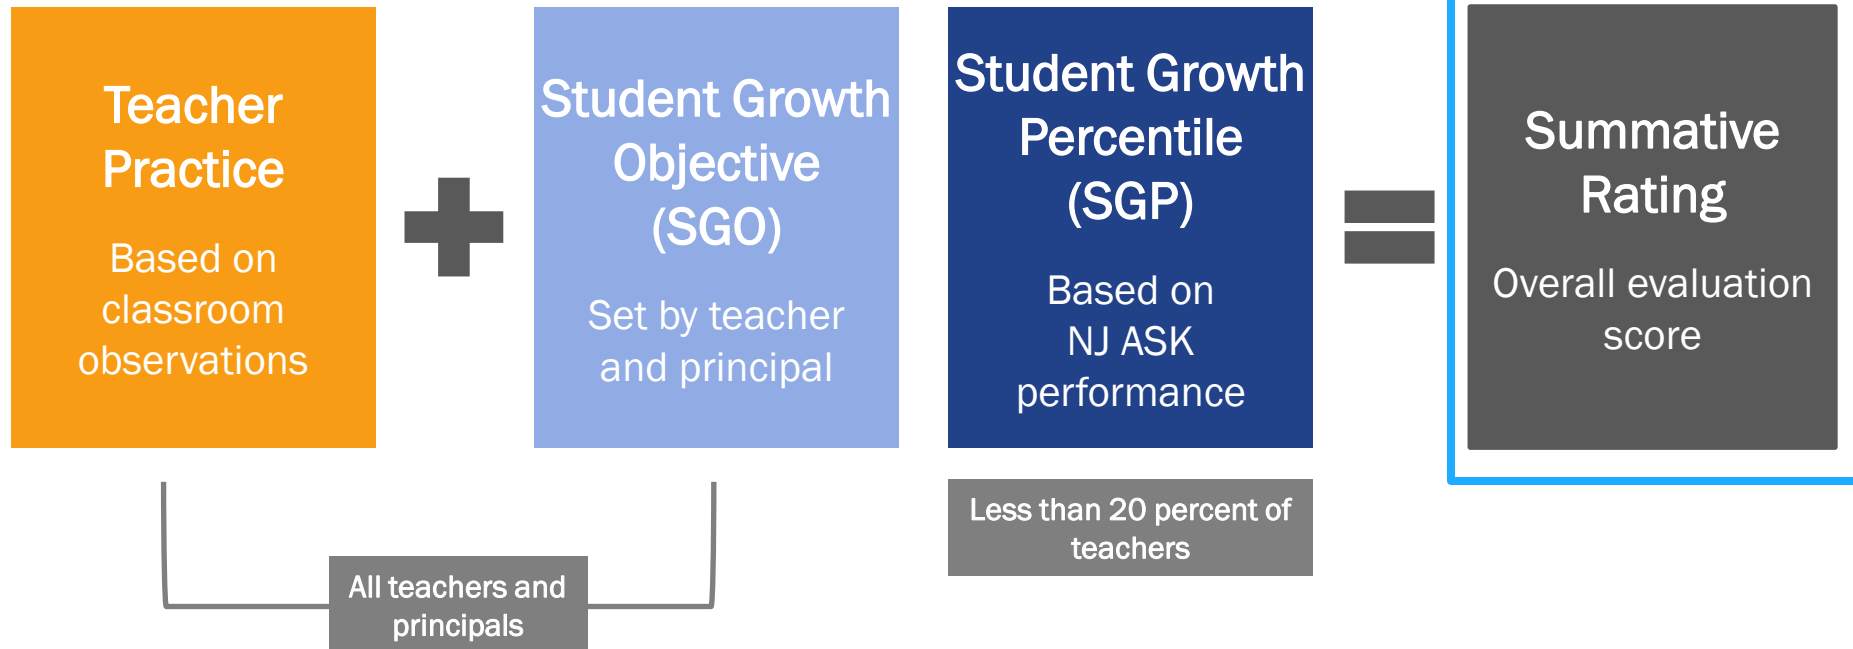 Teacher
Practice
Based on
classroom
observations
Student Growth
Objective
(SGO)
Set by teacher
and principal
Student Growth
Percentile
(SGP)
Based on
NJ ASK
performance
Summative
Rating
Overall evaluation
score
All teachers and
principals
Less than 20 percent of
teachers